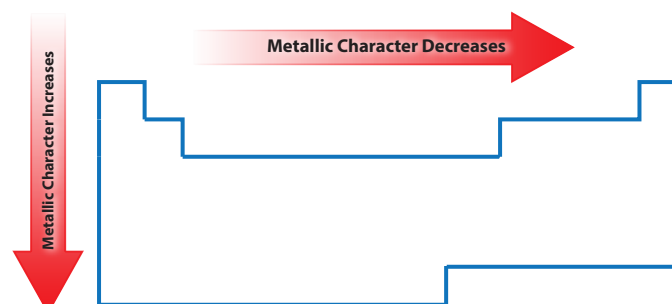 Metallic Character Decreases
Metallic Character Increases